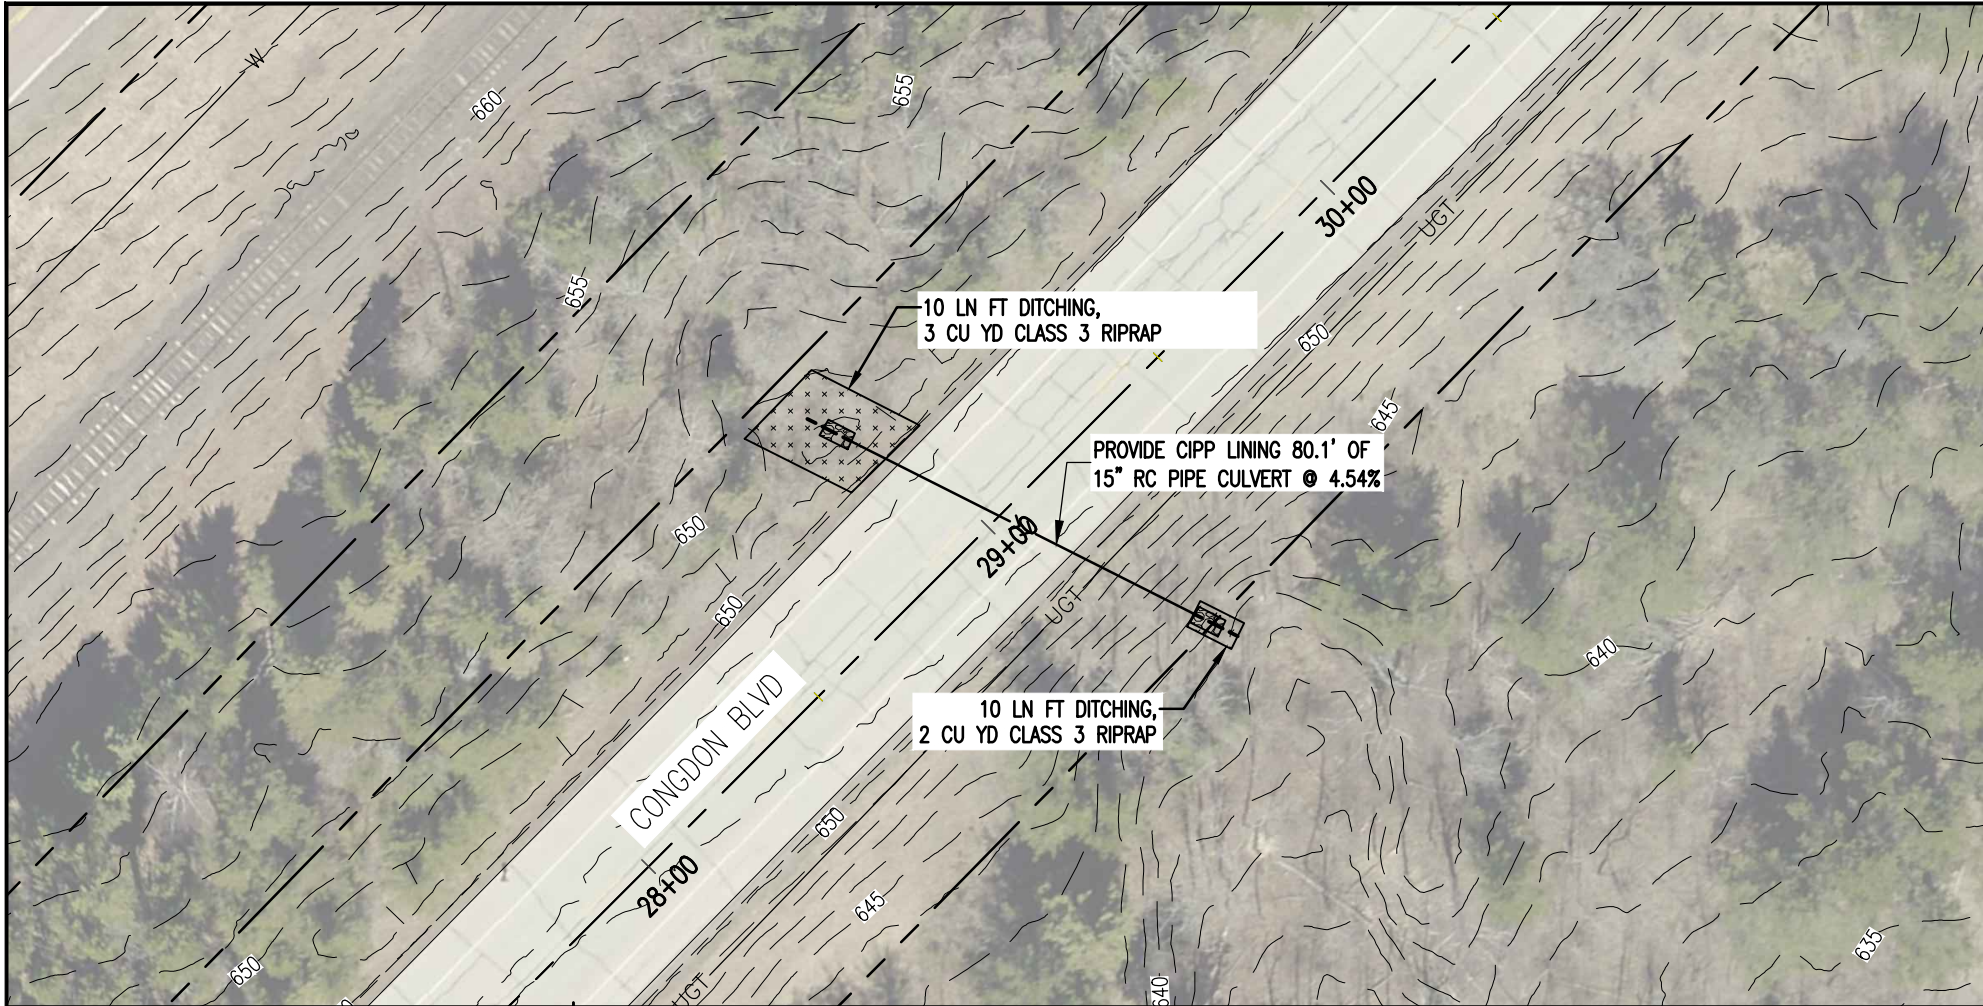 W
660
655
30+00
UGT
655
10 LN FT DITCHING,
3 CU YD CLASS 3 RIPRAP
650
645
PROVIDE CIPP LINING 80.1' OF
15" RC PIPE CULVERT @ 4.54%
650
29+00
UGT
650
640
10 LN FT DITCHING,
2 CU YD CLASS 3 RIPRAP
CONGDON BLVD
650
28+00
645
635
650
UGT
640